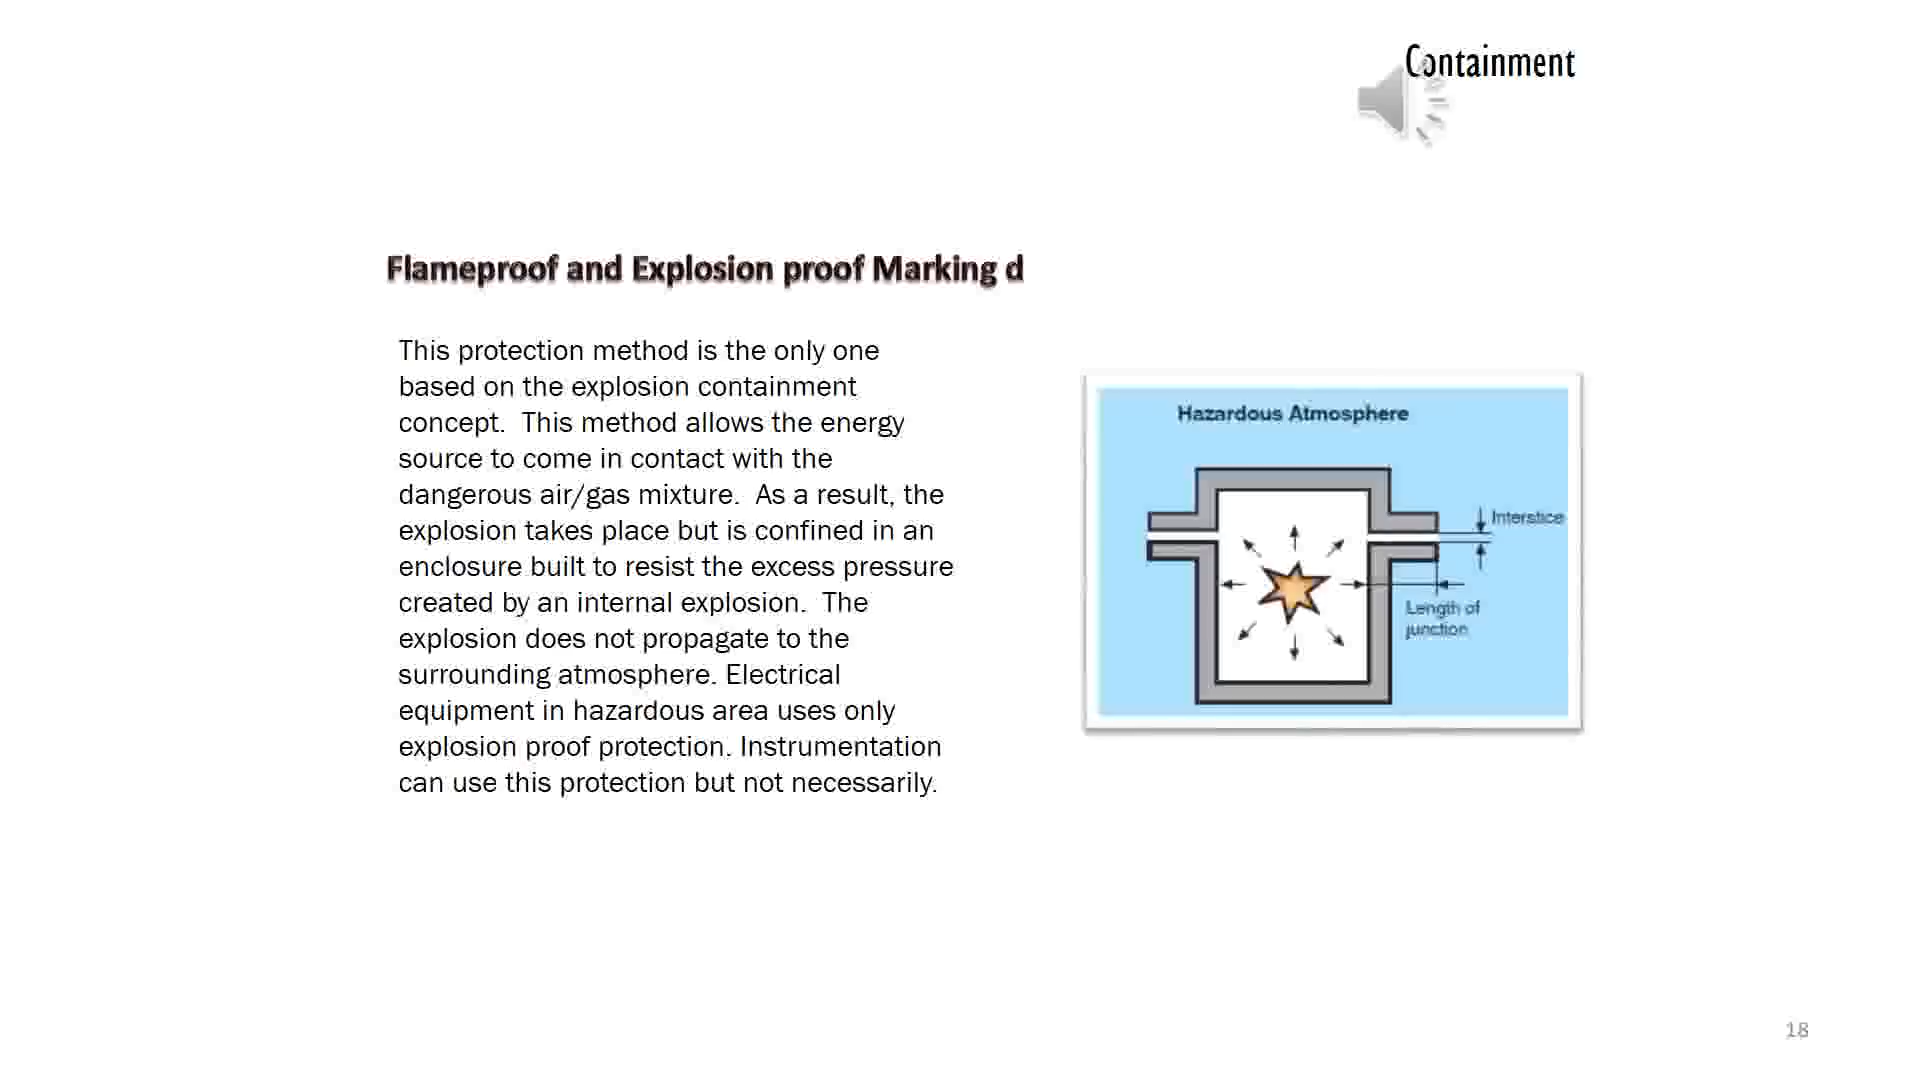 Containment
Flameproof and Explosion proof Marking d
This protection method is the only one
based on the explosion containment
concept.  This method allows the energy
source to come in contact with the
dangerous air/gas mixture.  As a result, the
explosion takes place but is confined in an
enclosure built to resist the excess pressure
created by an internal explosion.  The
explosion does not propagate to the
surrounding atmosphere. Electrical
equipment in hazardous area uses only
explosion proof protection. Instrumentation
can use this protection but not necessarily.
Hazardous Atmosphere
Interstice
Length of
junction
18